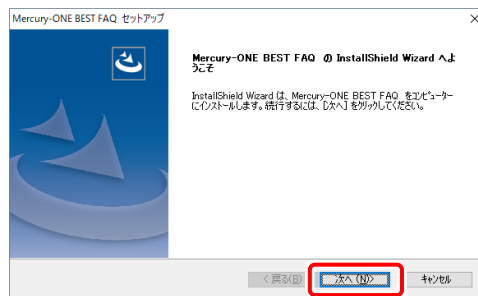 Mercury-ONE BEST FAQ セットアップ
Mercury-ONE BEST FAQ の InstallShield Wizard へよ
うこそ
InstallShield Wizard は、Mercury-ONE BEST FAQ をコンピューター
にインストールします。続行するには、[次へ] をクリックしてください。
< 戻る(B)
次へ(N)>
キャンセル